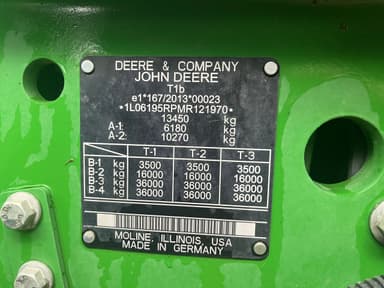 DEERE & COMPANY
JOHN DEERE
T1b
e1*167/2013*00023
*1L06195RPMR121970*
13450 kg
A-1: 6180 kg
A-2: 10270 kg
T-1 T-2 T-3
B-1 kg 3500 3500 3500
B-2 kg 16000 16000 16000
B-3 kg 36000 36000 36000
B-4 kg 36000 36000 36000
MOLINE, ILLINOIS, USA
MADE IN GERMANY